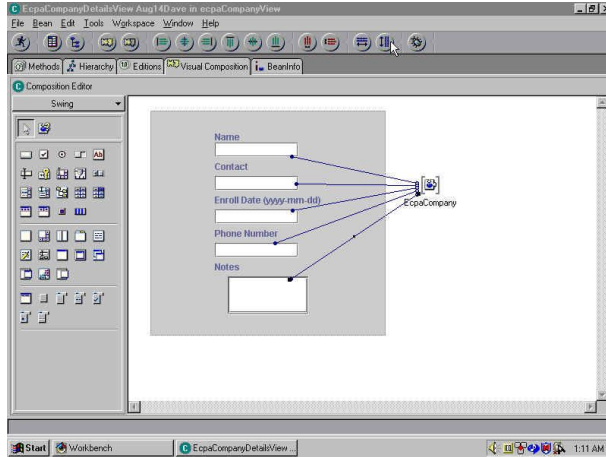 EcpaCompanyDetailsView Aug14Dave in ecpaCompanyView
File Bean Edit Tools Workspace Window Help
Methods Hierarchy Editions Visual Composition BeanInfo
Composition Editor
Swing
Ab
Name
Contact
Enroll Date (yyyy-mm-dd)
EcpaCompany
Phone Number
Notes
Start Workbench EcpaCompanyDetailsView ... 1:11 AM